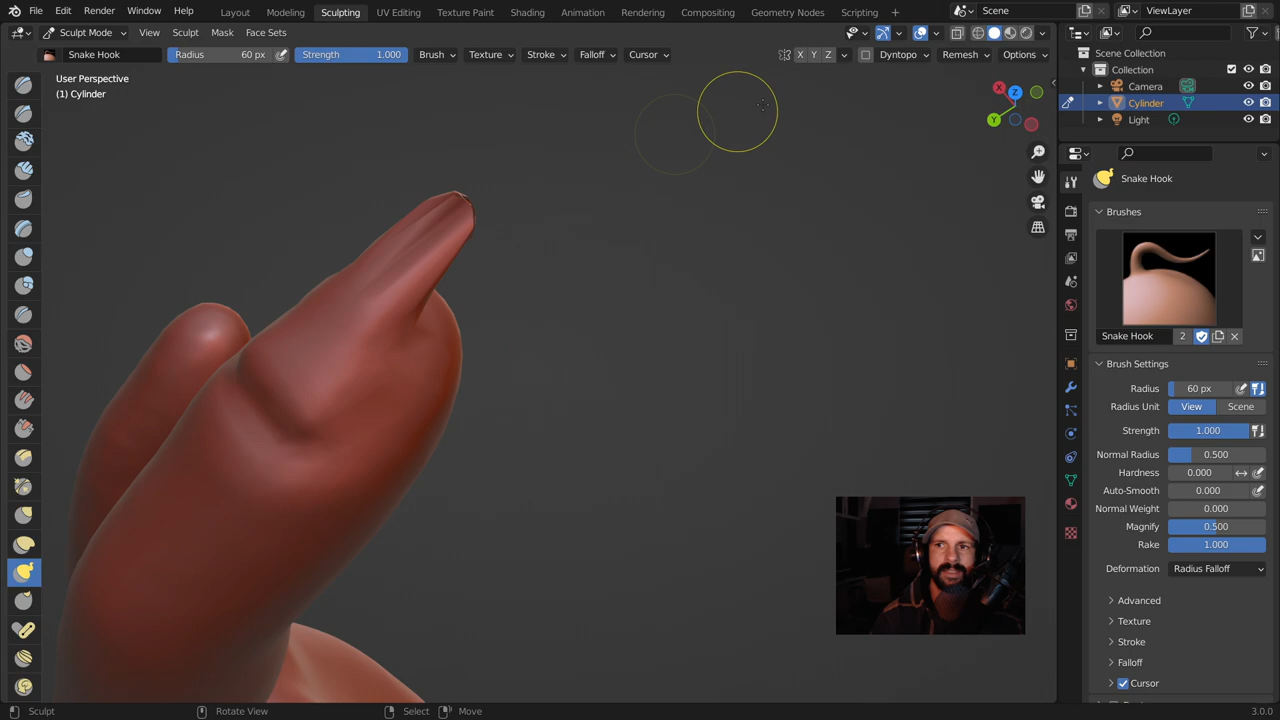 File Edit Render Window Help Layout Modeling Sculpting UV Editing Texture Paint Shading Animation Rendering Compositing Geometry Nodes Scripting + Scene ViewLayer
Sculpt Mode View Sculpt Mask Face Sets
Snake Hook Radius 60 px Strength 1.000 Brush Texture Stroke Falloff Cursor X Y Z Dyntopo Remesh Options
User Perspective
(1) Cylinder
X Z
Y
Scene Collection
Collection
Camera
Cylinder
Light
Snake Hook
Brushes
Snake Hook 2
Brush Settings
Radius 60 px
Radius Unit View Scene
Strength 1.000
Normal Radius 0.500
Hardness 0.000
Auto-Smooth 0.000
Normal Weight 0.000
Magnify 0.500
Rake 1.000
Deformation Radius Falloff
Advanced
Texture
Stroke
Falloff
Cursor
Sculpt Rotate View Select Move 3.0.0